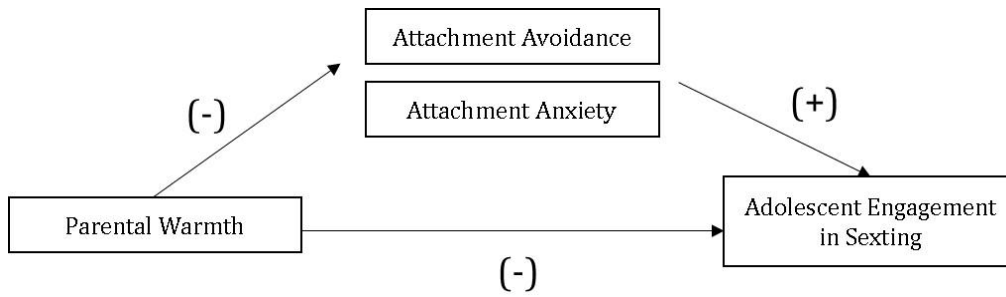 Attachment Avoidance
Attachment Anxiety
(-)
(+)
Parental Warmth
Adolescent Engagement
in Sexting
(-)